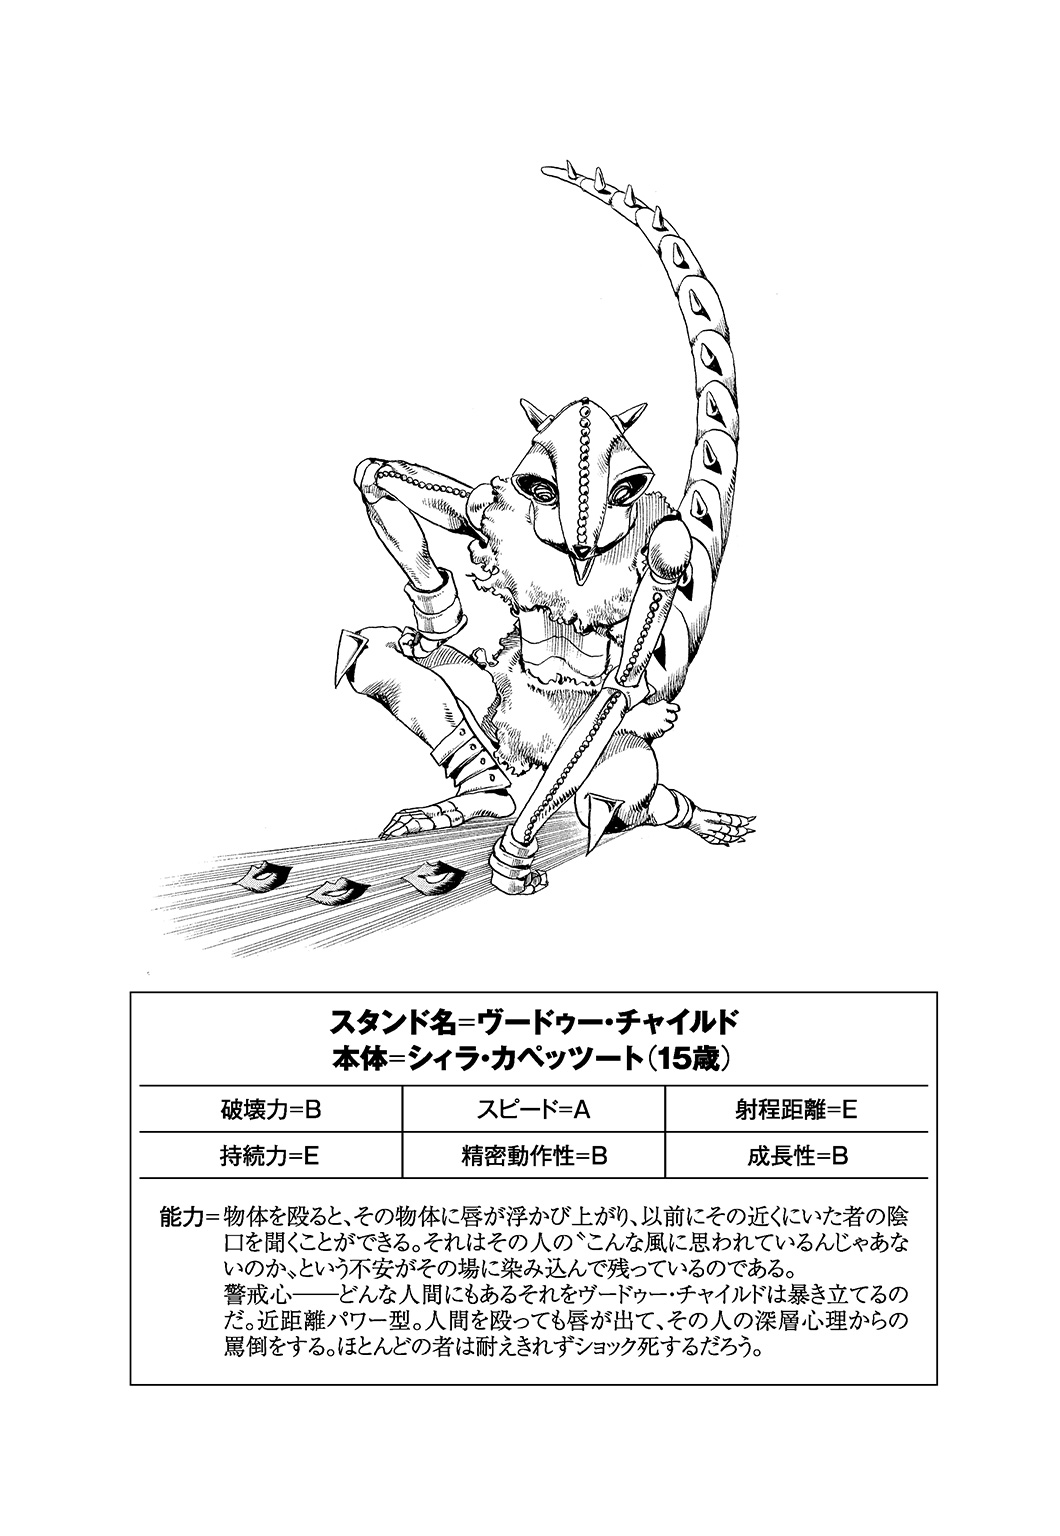 スタンド名=ヴードゥー・チャイルド
本体=シィラ・カペッツート(15歳)
破壊力=B スピード=A 射程距離=E
持続力=E 精密動作性=B 成長性=B
能力=物体を殴ると、その物体に唇が浮かび上がり、以前にその近くにいた者の陰
口を聞くことができる。それはその人の〝こんな風に思われているんじゃあな
いのか〟という不安がその場に染み込んで残っているのである。
警戒心――どんな人間にもあるそれをヴードゥー・チャイルドは暴き立てるの
だ。近距離パワー型。人間を殴っても唇が出て、その人の深層心理からの
罵倒をする。ほとんどの者は耐えきれずショック死するだろう。